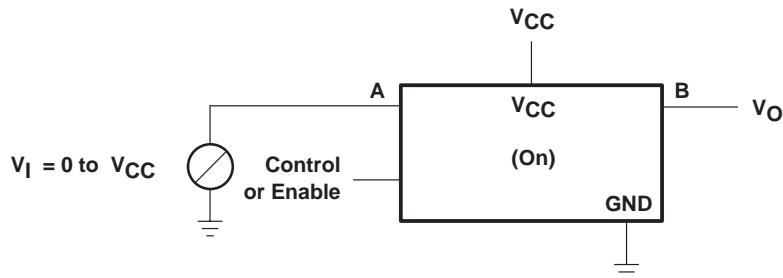 VCC
A
VCC
B
VO
(On)
VI = 0 to VCC
Control
or Enable
GND